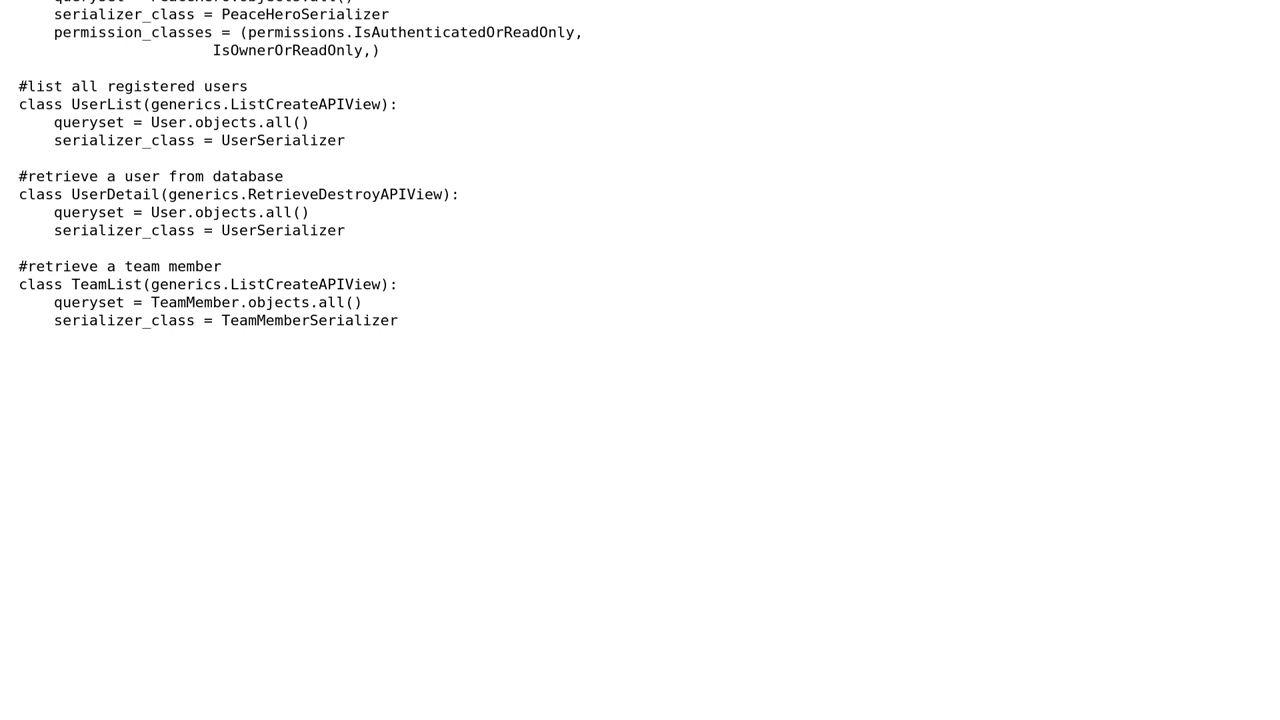 serializer_class = PeaceHeroSerializer
    permission_classes = (permissions.IsAuthenticatedOrReadOnly,
                      IsOwnerOrReadOnly,)

#list all registered users
class UserList(generics.ListCreateAPIView):
    queryset = User.objects.all()
    serializer_class = UserSerializer

#retrieve a user from database
class UserDetail(generics.RetrieveDestroyAPIView):
    queryset = User.objects.all()
    serializer_class = UserSerializer

#retrieve a team member
class TeamList(generics.ListCreateAPIView):
    queryset = TeamMember.objects.all()
    serializer_class = TeamMemberSerializer